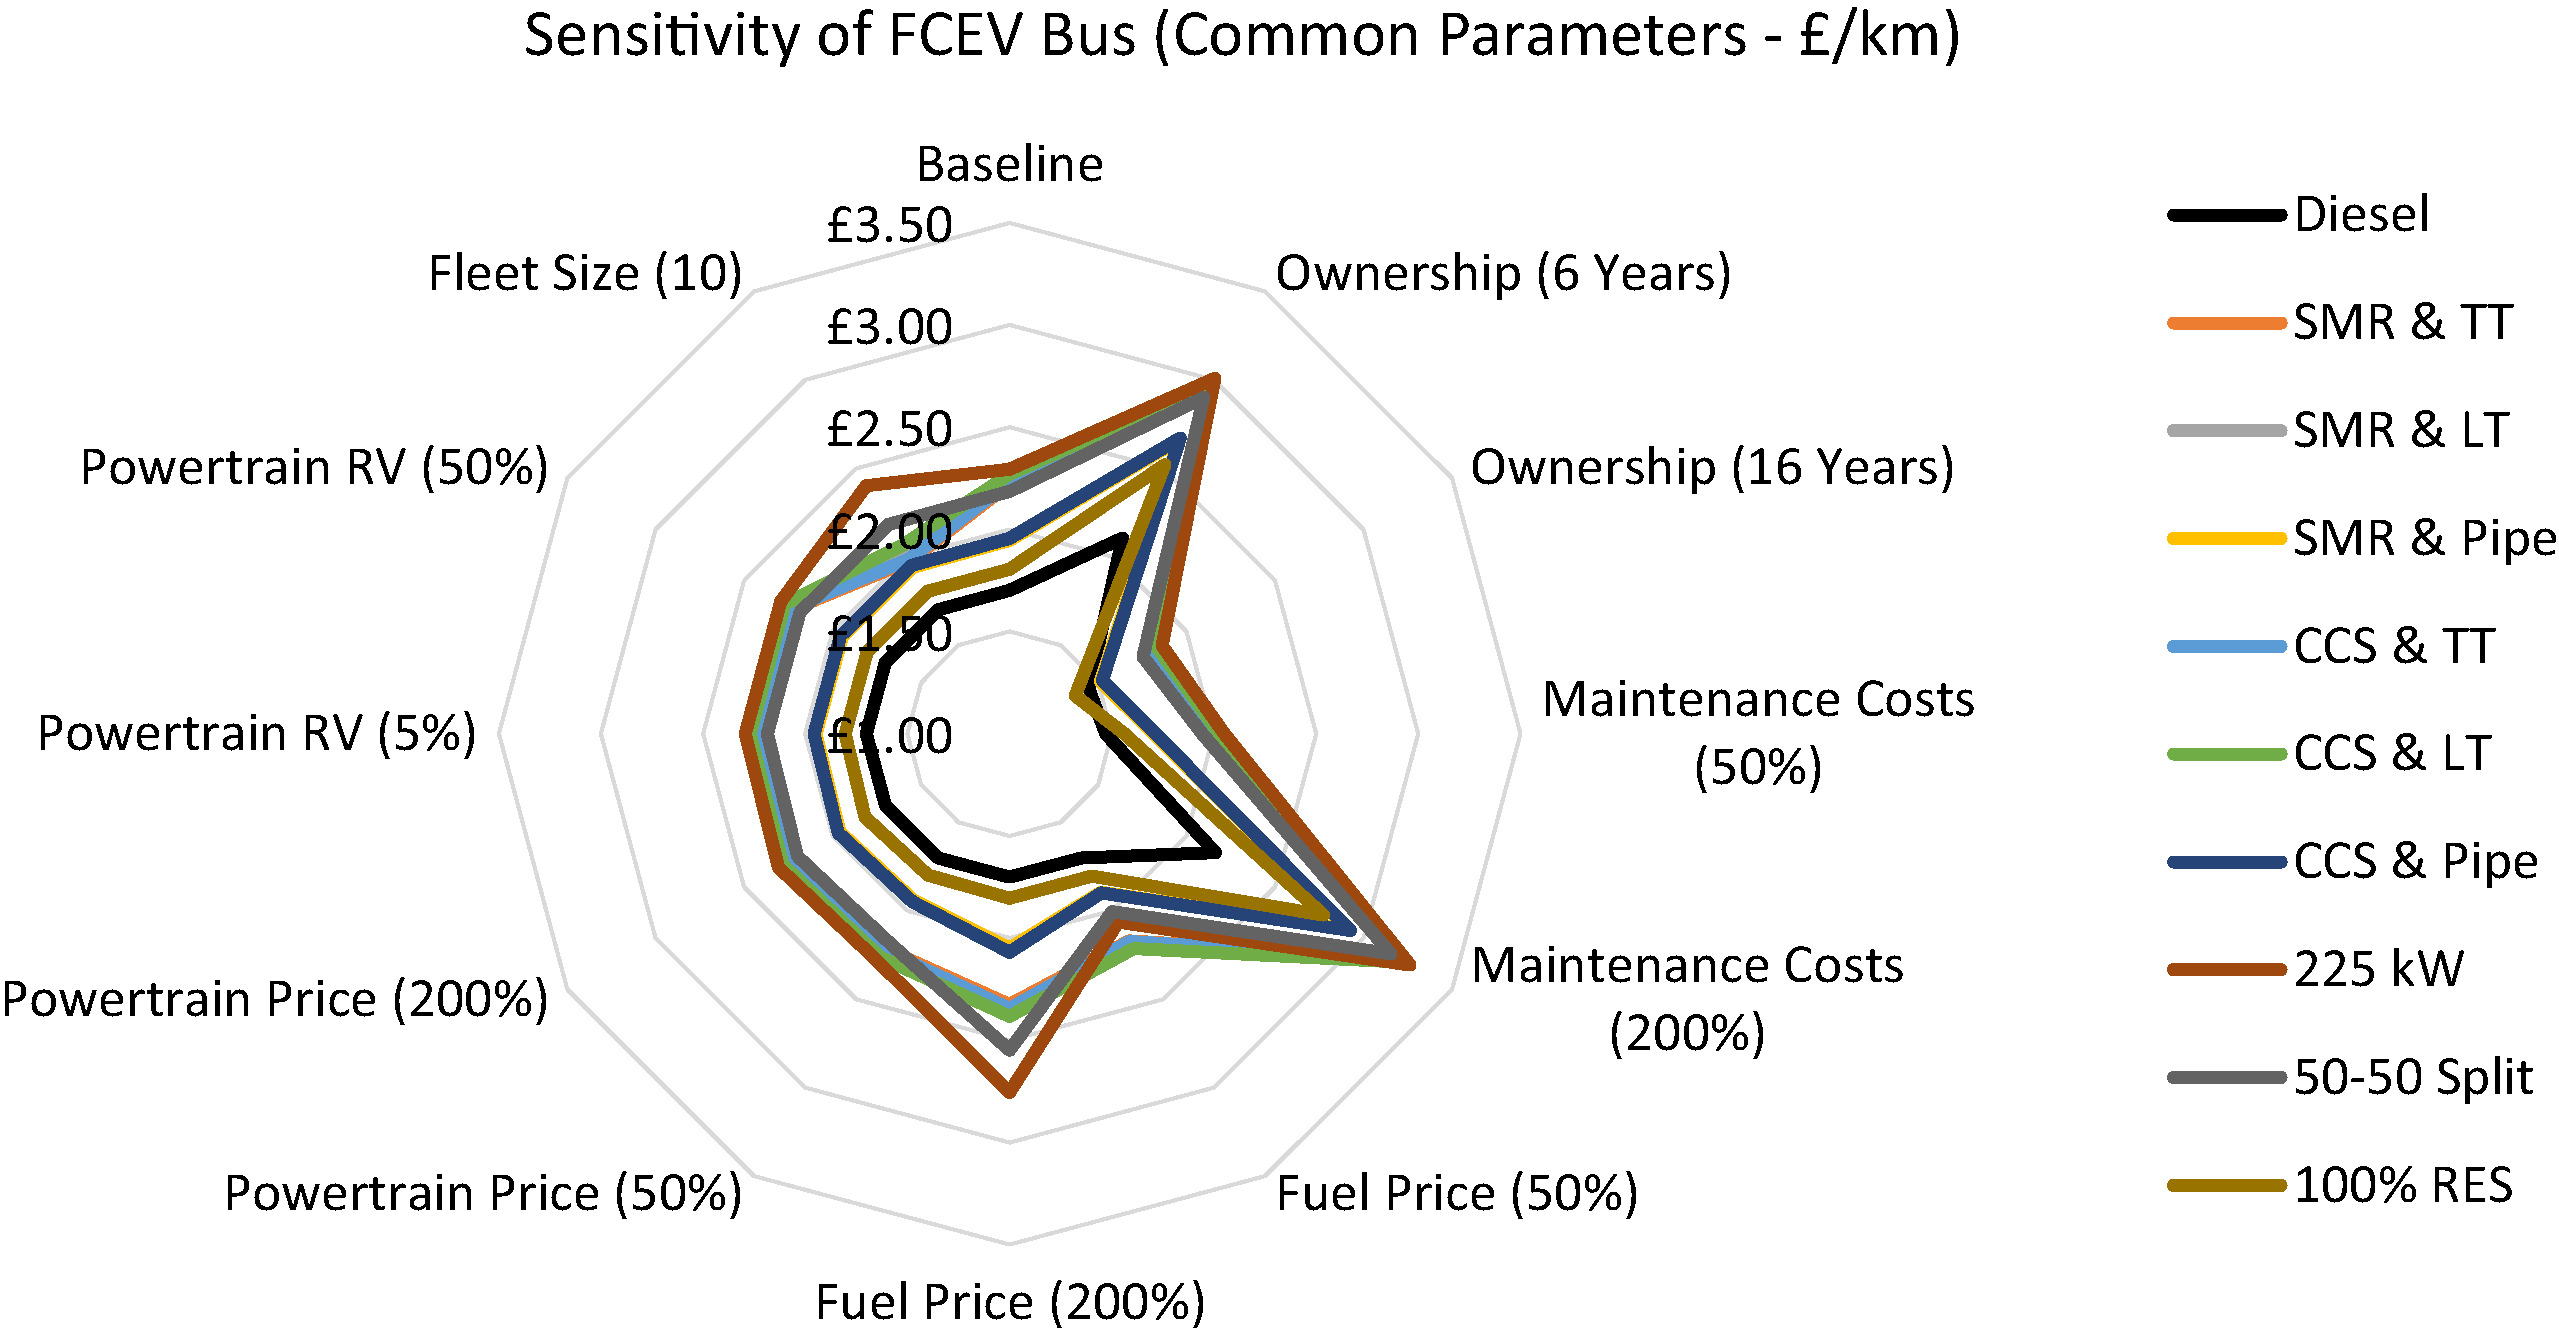 Sensitivity of FCEV Bus (Common Parameters - £/km)
Baseline
Ownership (6 Years)
Ownership (16 Years)
Maintenance Costs
(50%)
Maintenance Costs
(200%)
Fuel Price (50%)
Fuel Price (200%)
Powertrain Price (50%)
Powertrain Price (200%)
Powertrain RV (5%)
Powertrain RV (50%)
Fleet Size (10)
£3.50
£3.00
£2.50
£2.00
£1.50
£1.00
Diesel
SMR & TT
SMR & LT
SMR & Pipe
CCS & TT
CCS & LT
CCS & Pipe
225 kW
50-50 Split
100% RES